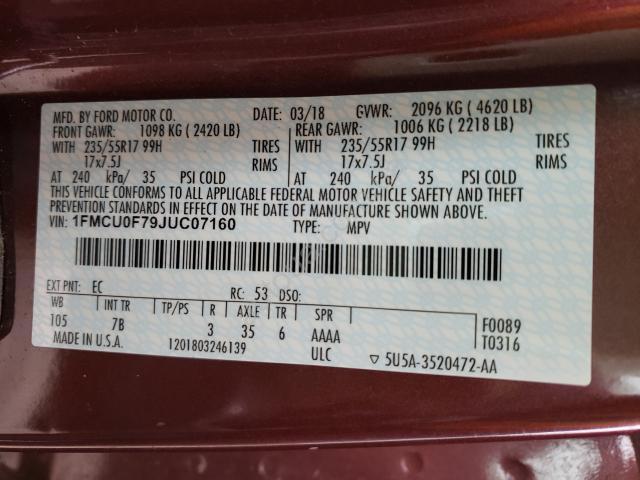 MFD. BY FORD MOTOR CO. DATE: 03/18 GVWR: 2096 KG ( 4620 LB)
FRONT GAWR: 1098 KG ( 2420 LB) REAR GAWR: 1006 KG ( 2218 LB)
WITH 235/55R17 99H TIRES WITH 235/55R17 99H TIRES
17x7.5J RIMS 17x7.5J RIMS
AT 240 kPa/ 35 PSI COLD AT 240 kPa/ 35 PSI COLD
THIS VEHICLE CONFORMS TO ALL APPLICABLE FEDERAL MOTOR VEHICLE SAFETY AND THEFT
PREVENTION STANDARDS IN EFFECT ON THE DATE OF MANUFACTURE SHOWN ABOVE.
VIN: 1FMCU0F79JUC07160 TYPE: MPV
EXT PNT: EC RC: 53 DSO:
WB INT TR TP/PS R AXLE TR SPR
105 7B 3 35 6 AAAA F0089
ULC T0316
MADE IN U.S.A. 1201803246139 5U5A-3520472-AA